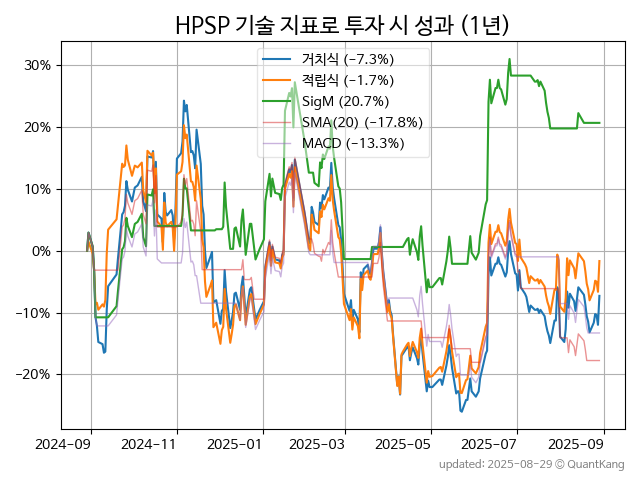 HPSP 기술 지표로 투자 시 성과 (1년)
거치식 (−7.3%)
적립식 (−1.7%)
SigM (20.7%)
SMA(20) (−17.8%)
MACD (−13.3%)
30%
20%
10%
0%
−10%
−20%
2024-09 2024-11 2025-01 2025-03 2025-05 2025-07 2025-09
updated: 2025-08-29 © QuantKang